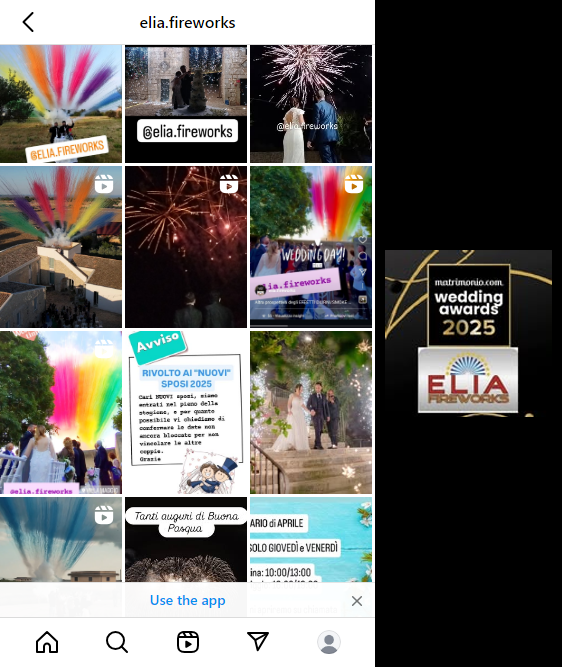 elia.fireworks
@ELIA.FIREWORKS
@elia.fireworks
@elia.fireworks
WEDDING DAY!
ia.fireworks
@elia.fireworks
Avviso
RIVOLTO AI "NUOVI"
SPOSI 2025
Cari NUOVI sposi, siamo
entrati nel pieno della
stagione, e per quanto
possibile vi chiediamo di
confermare le date non
ancora bloccate per non
vincolare le altre
coppie.
Grazie
Tanti auguri di Buona
Pasqua
ARIO di APRILE
SOLO GIOVEDÌ e VENERDÌ
ina: 10:00/13:00
Use the app
matrimonio.com
wedding
awards
2025
ELIA
FIREWORKS